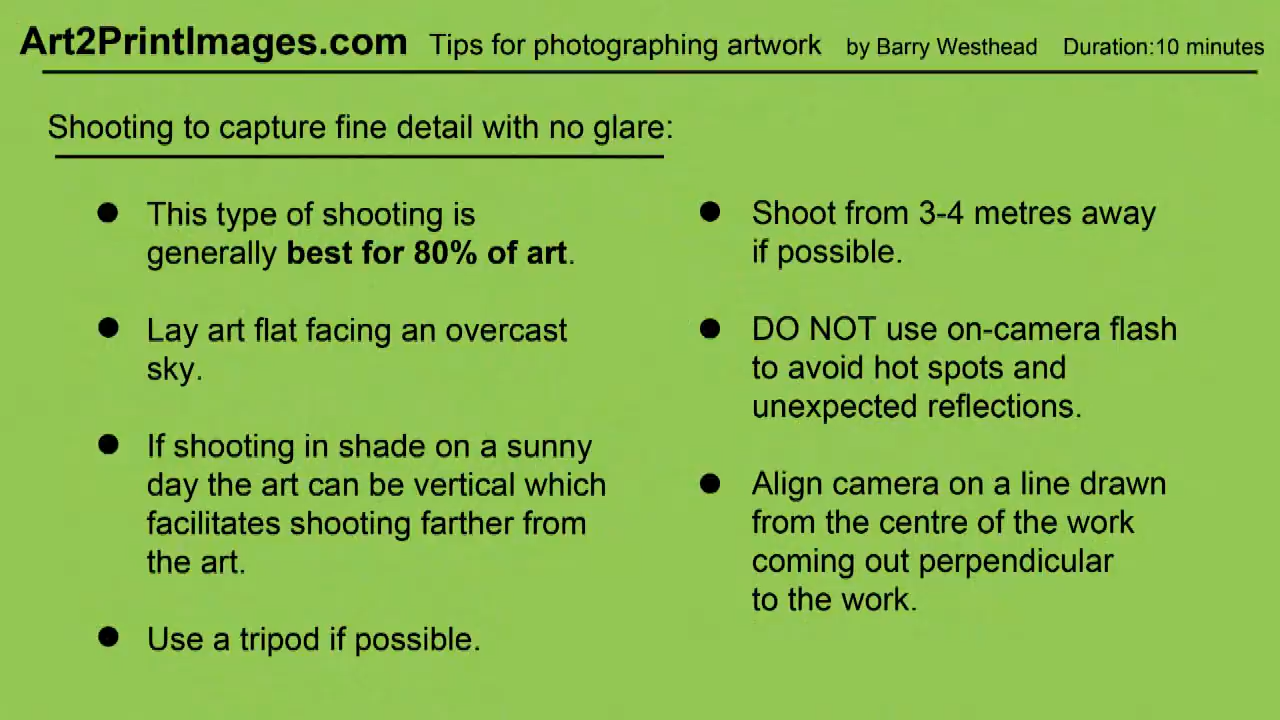 Art2PrintImages.com Tips for photographing artwork by Barry Westhead Duration:10 minutes
Shooting to capture fine detail with no glare:
● This type of shooting is
generally best for 80% of art.
● Lay art flat facing an overcast
sky.
● If shooting in shade on a sunny
day the art can be vertical which
facilitates shooting farther from
the art.
● Use a tripod if possible.
● Shoot from 3-4 metres away
if possible.
● DO NOT use on-camera flash
to avoid hot spots and
unexpected reflections.
● Align camera on a line drawn
from the centre of the work
coming out perpendicular
to the work.